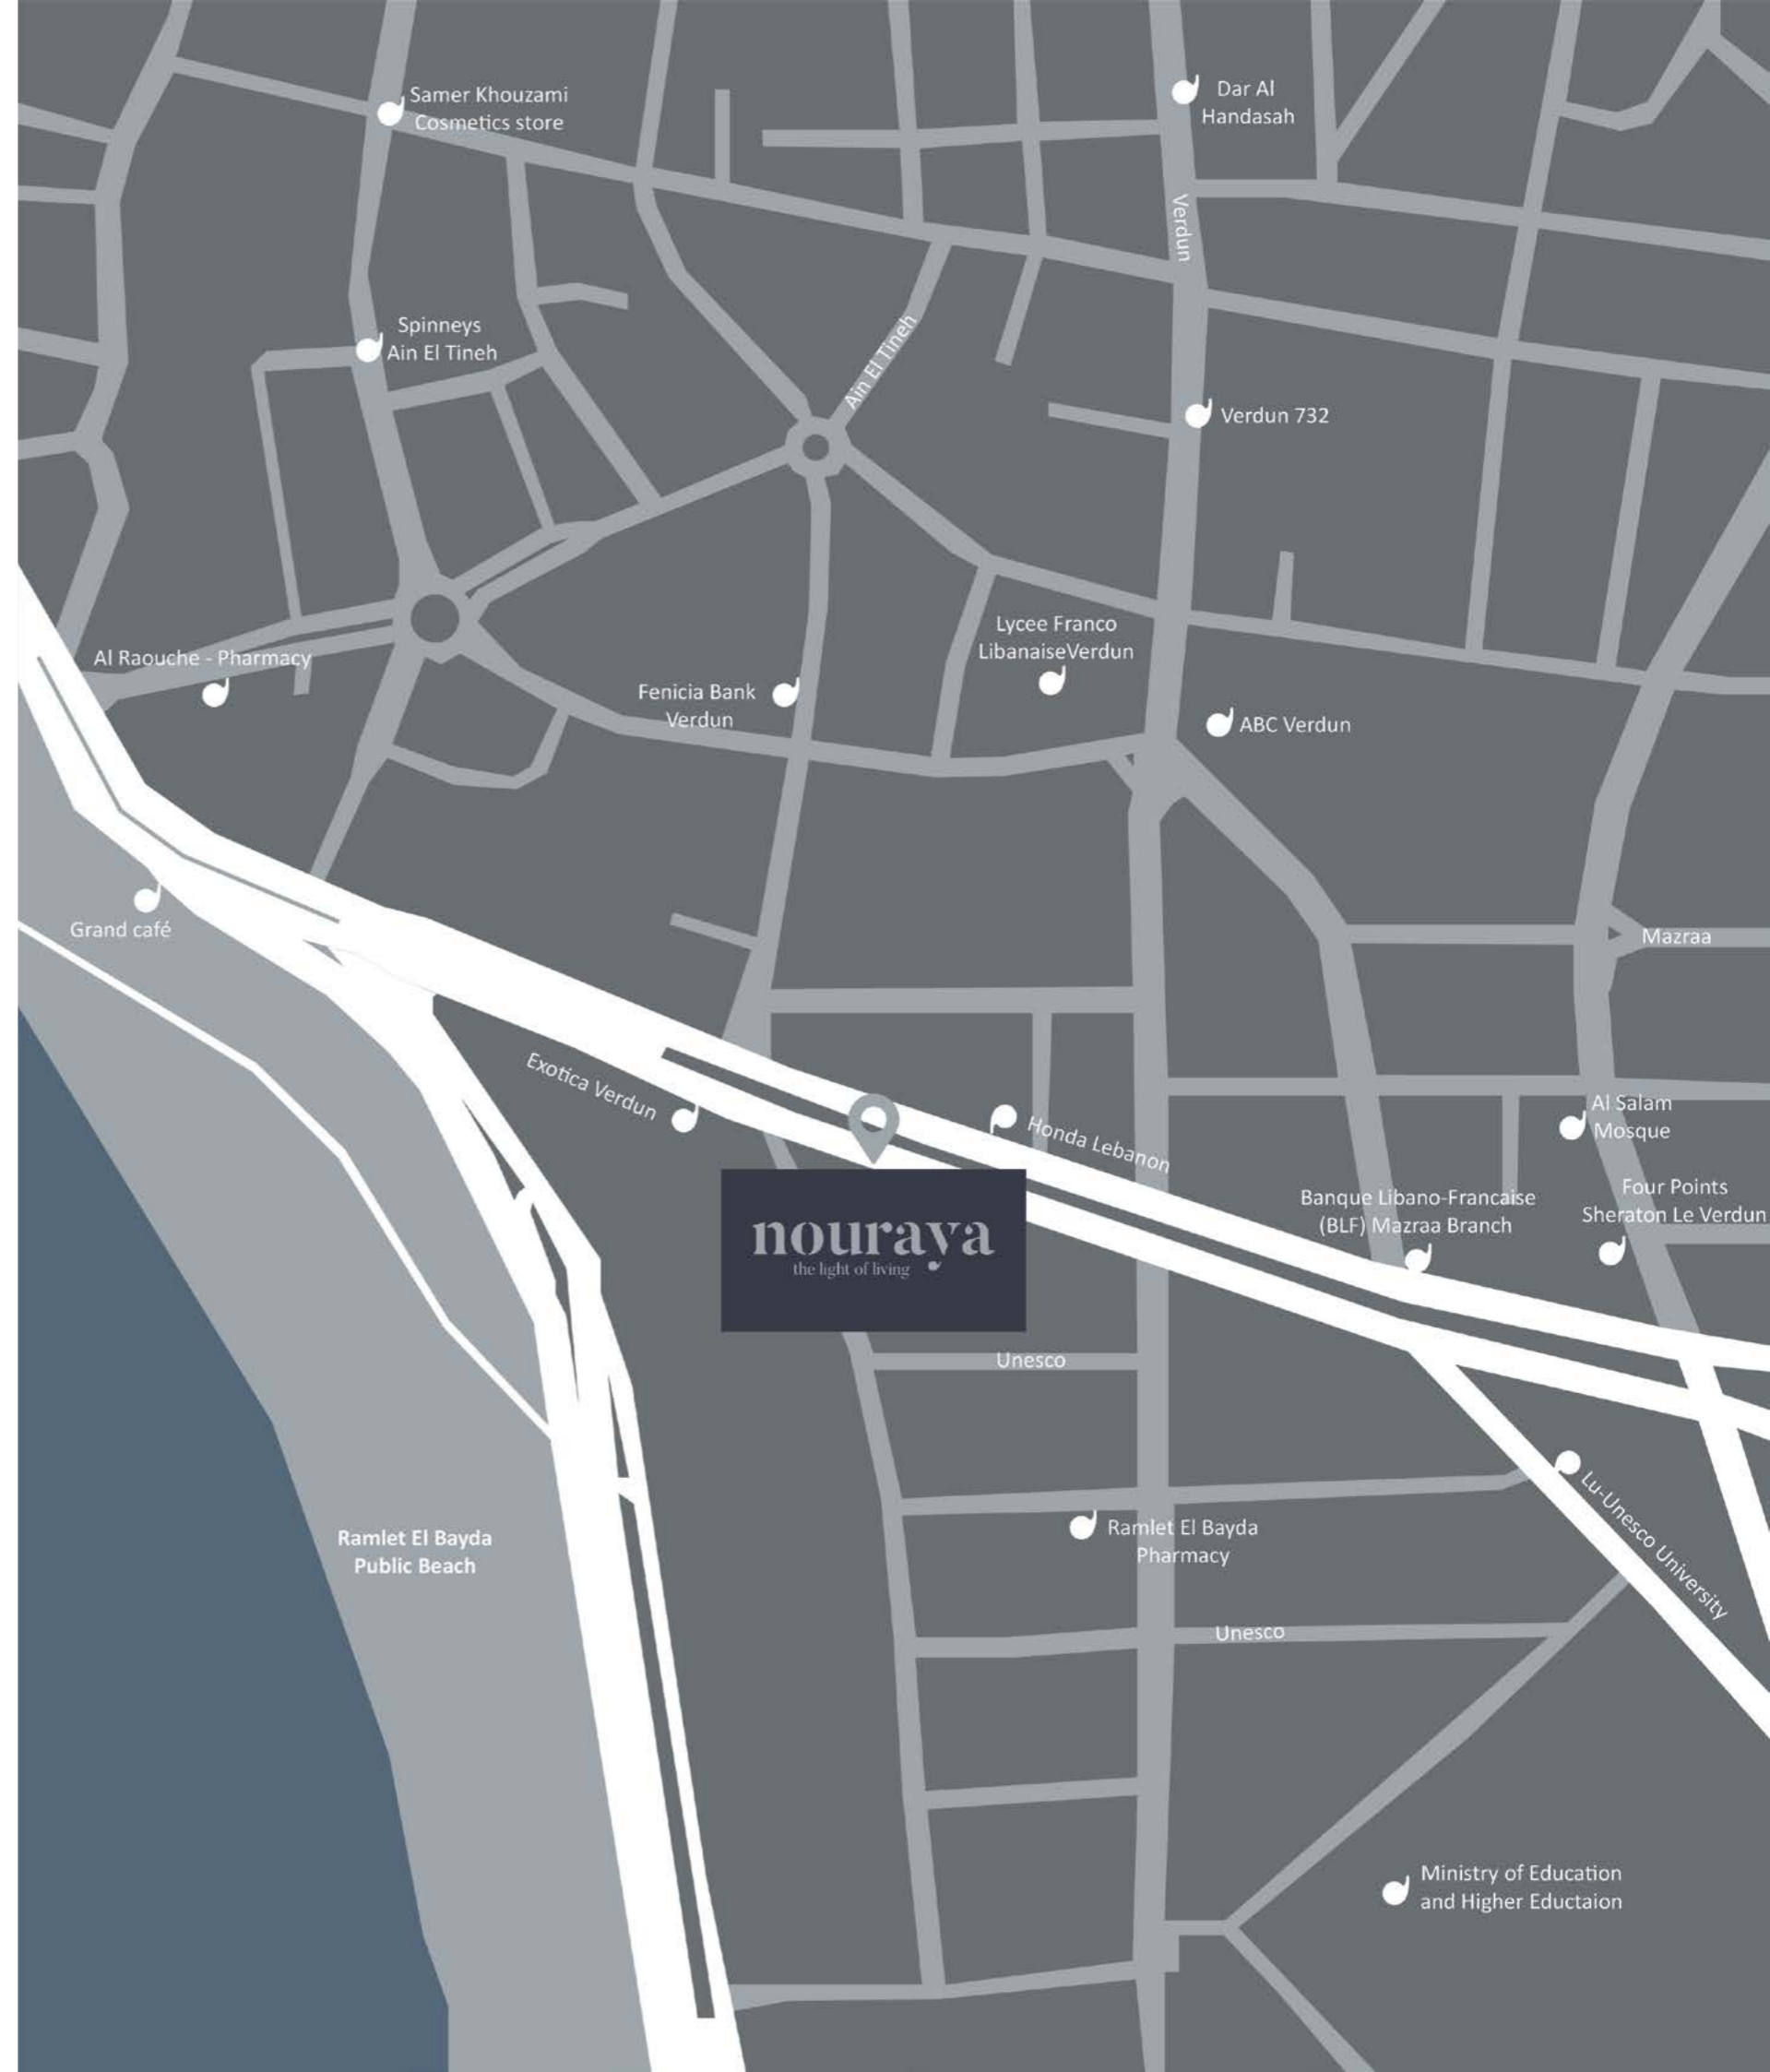 Samer Khouzami
Cosmetics store
Dar Al
Handasah
Verdun
Spinneys
Ain El Tineh
Ain El Tineh
Verdun 732
Lycee Franco
LibanaiseVerdun
Al Raouche - Pharmacy
Fenicia Bank
Verdun
ABC Verdun
Grand café
Mazraa
Exotica Verdun
Honda Lebanon
Al Salam
Mosque
Banque Libano-Francaise
(BLF) Mazraa Branch
Four Points
Sheraton Le Verdun
nouraya
the light of living
Unesco
Lu-Unesco University
Ramlet El Bayda
Public Beach
Ramlet El Bayda
Pharmacy
Unesco
Ministry of Education
and Higher Eductaion